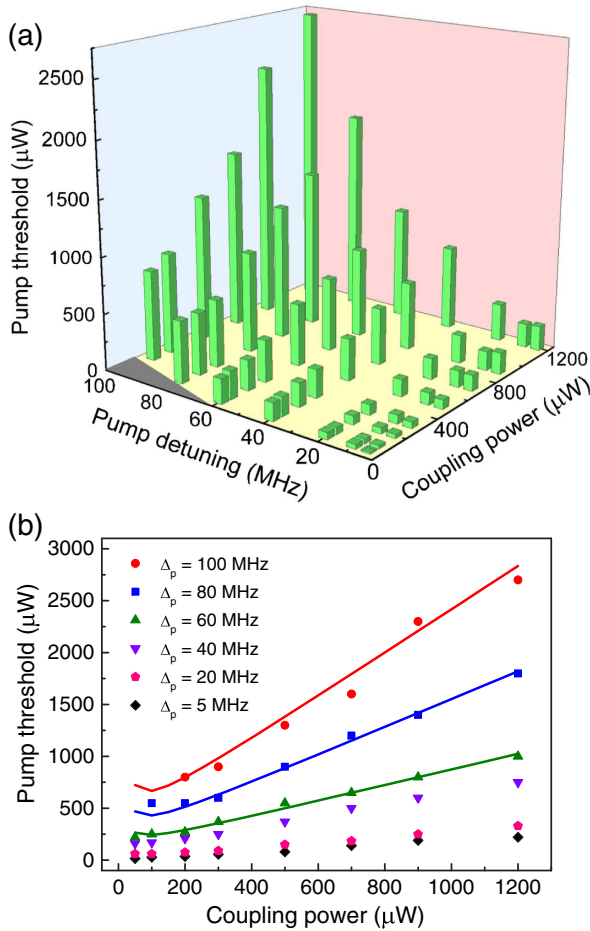 (a)
2500
2000
1500
1000
500
0
Pump threshold (μW)
100
80
60
40
20
0
Pump detuning (MHz)
400
800
1200
Coupling power (μW)
(b)
3000
2500
2000
1500
1000
500
0
Pump threshold (μW)
Δp = 100 MHz
Δp = 80 MHz
Δp = 60 MHz
Δp = 40 MHz
Δp = 20 MHz
Δp = 5 MHz
0 200 400 600 800 1000 1200
Coupling power (μW)